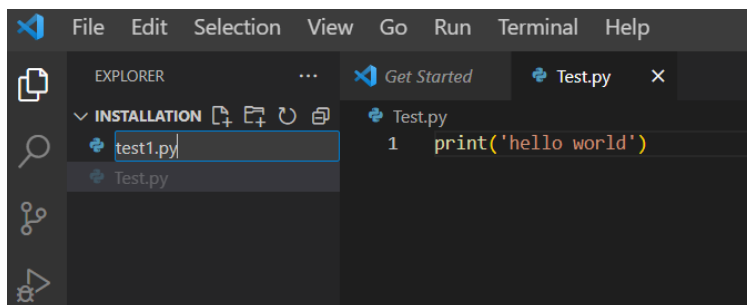 File Edit Selection View Go Run Terminal Help
EXPLORER ...
Get Started Test.py
INSTALLATION
test1.py
Test.py
Test.py
1 print('hello world')